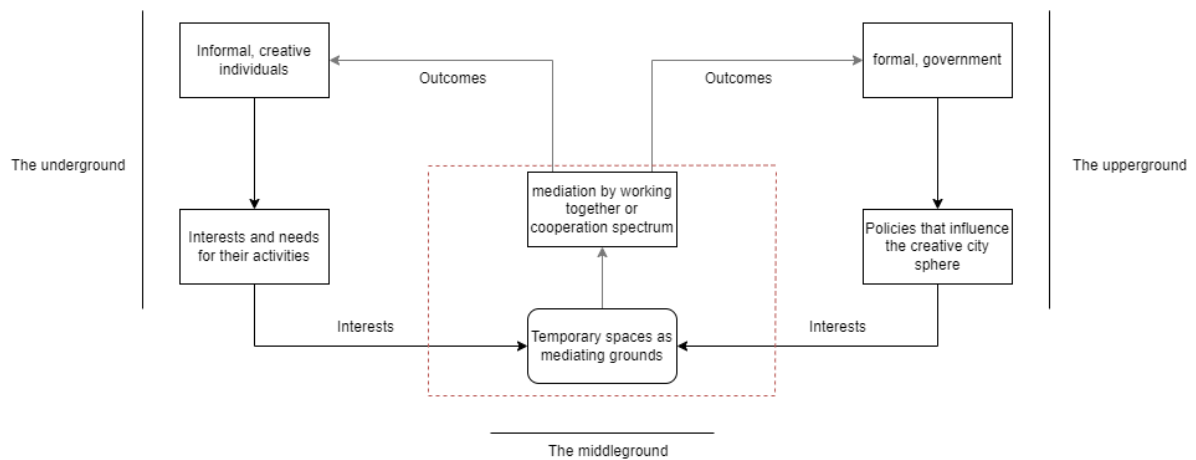 Informal, creative
individuals
Outcomes
Outcomes
formal, government
The underground
The upperground
mediation by working
together or
cooperation spectrum
Interests and needs
for their activities
Policies that influence
the creative city
sphere
Interests
Interests
Temporary spaces as
mediating grounds
The middleground